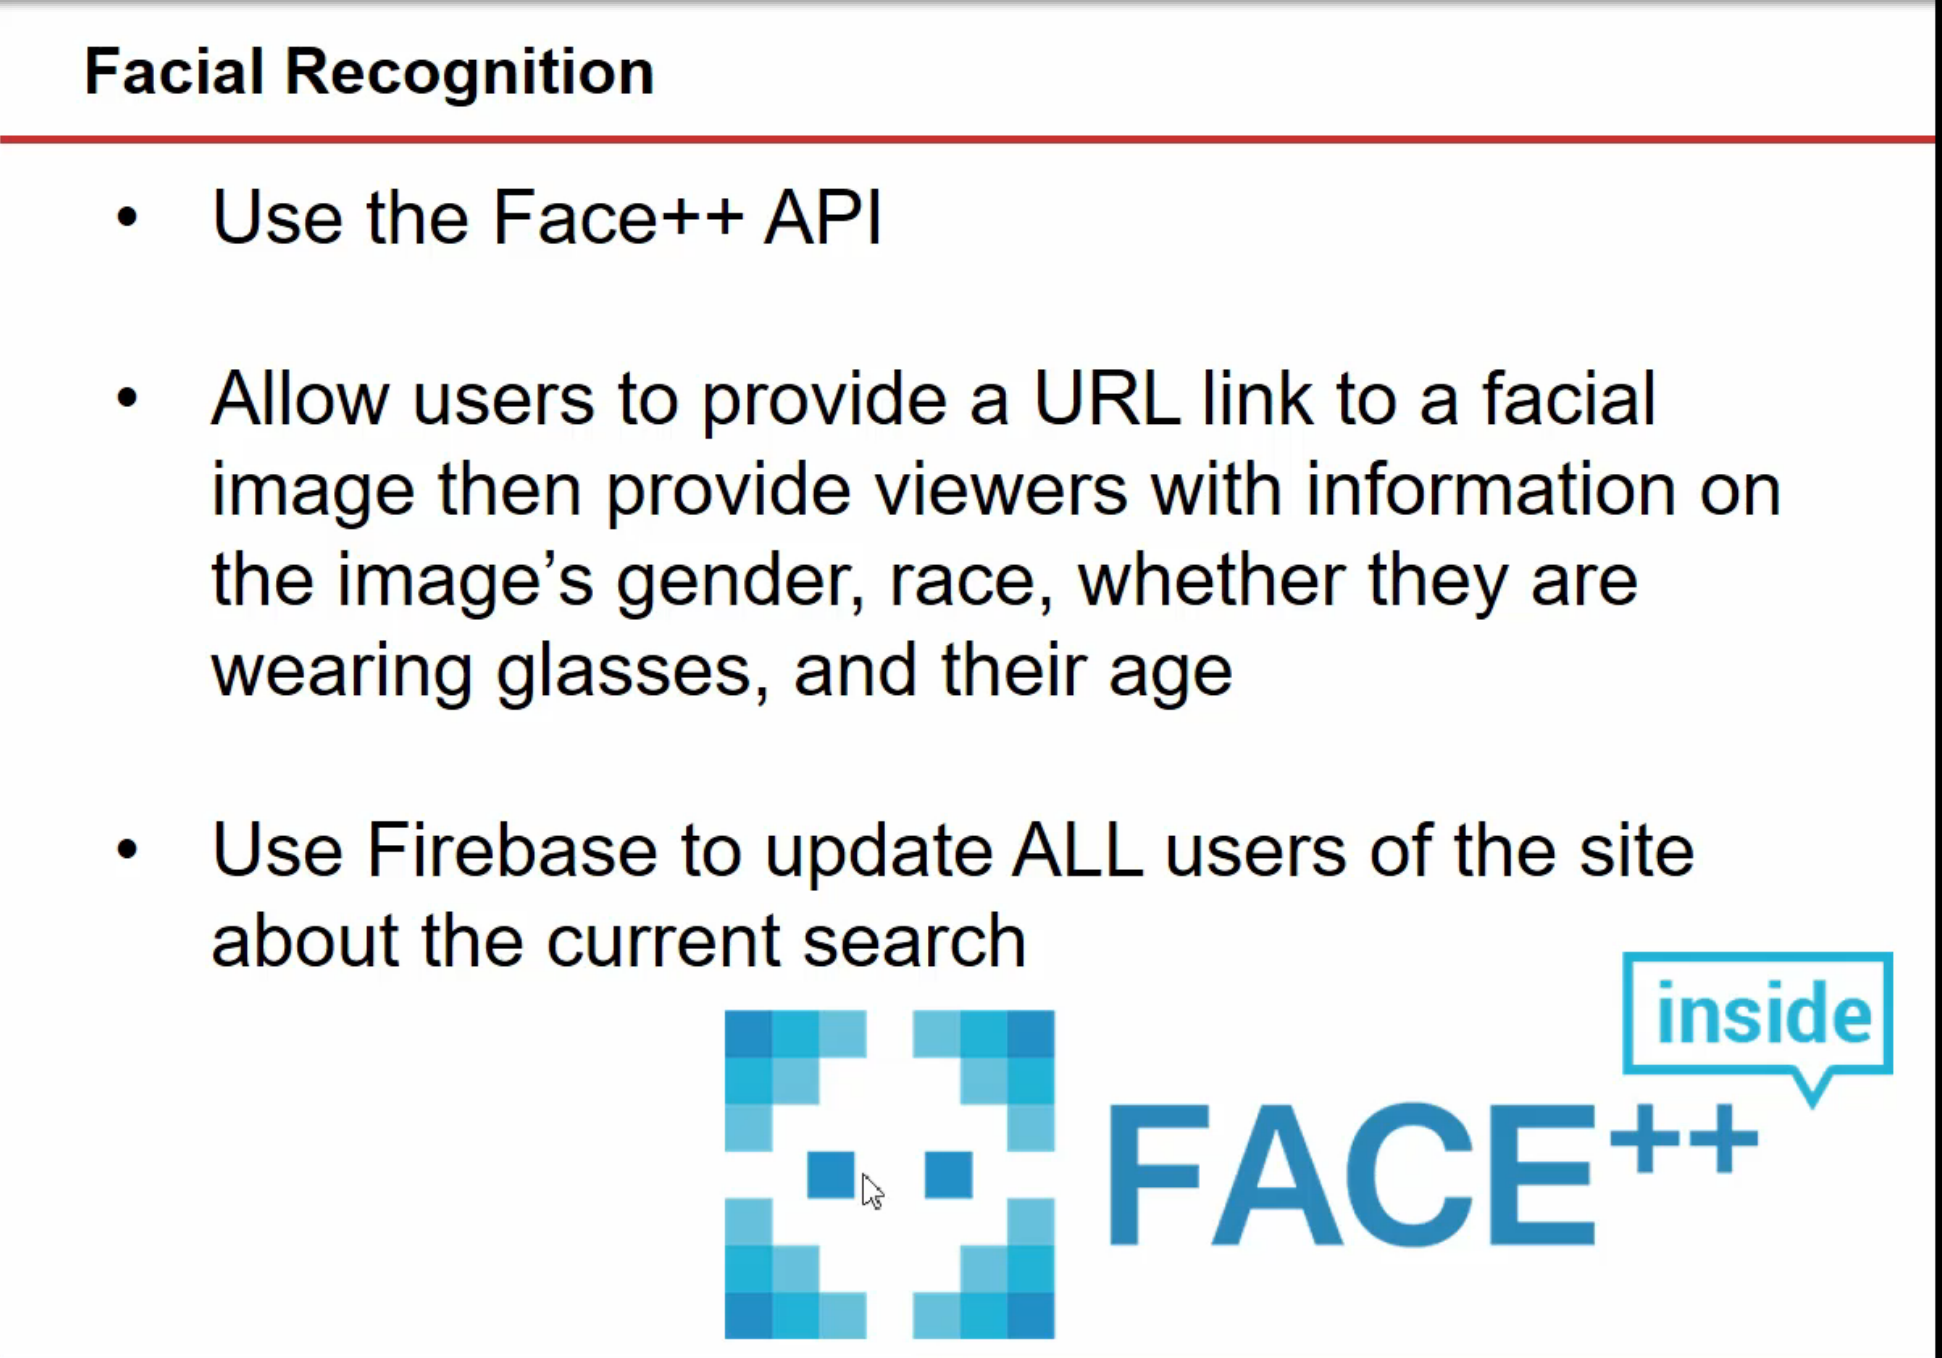 Facial Recognition
• Use the Face++ API
• Allow users to provide a URL link to a facial
image then provide viewers with information on
the image’s gender, race, whether they are
wearing glasses, and their age
• Use Firebase to update ALL users of the site
about the current search
inside
FACE++